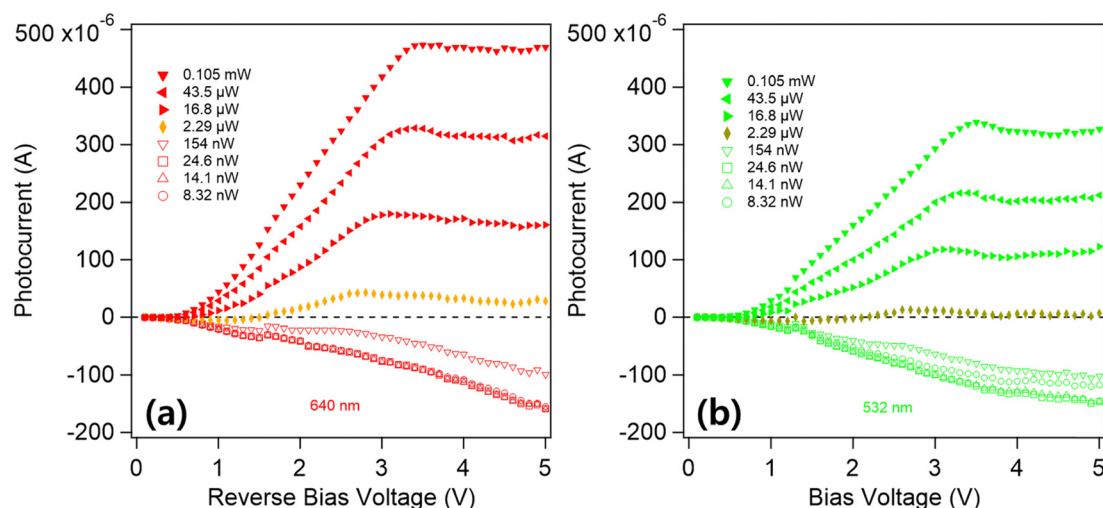 500 x10⁻⁶
400
300
200
100
0
-100
-200
Photocurrent (A)
0.105 mW
43.5 µW
16.8 µW
2.29 µW
154 nW
24.6 nW
14.1 nW
8.32 nW
(a)
640 nm
0 1 2 3 4 5
Reverse Bias Voltage (V)
500 x10⁻⁶
400
300
200
100
0
-100
-200
Photocurrent (A)
0.105 mW
43.5 µW
16.8 µW
2.29 µW
154 nW
24.6 nW
14.1 nW
8.32 nW
(b)
532 nm
0 1 2 3 4 5
Bias Voltage (V)